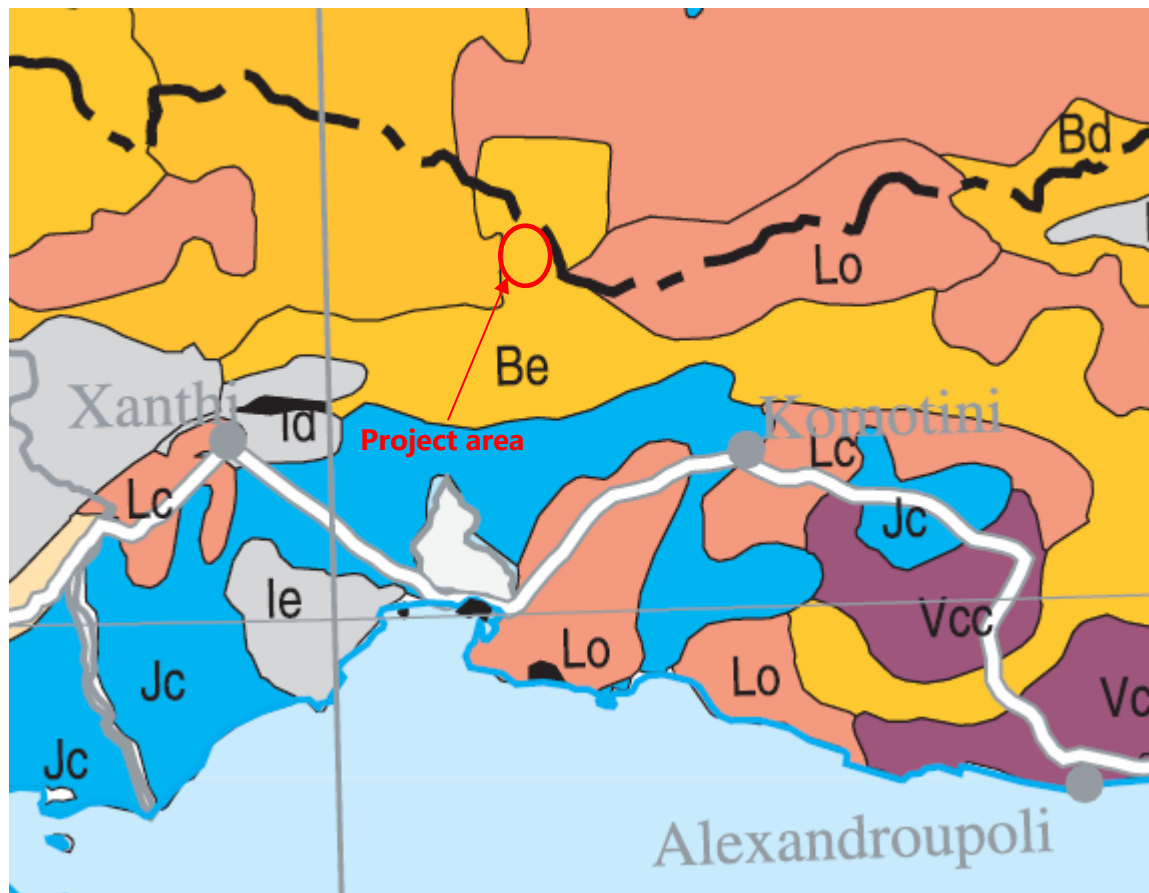 Bd
Lo
Be
Xanthi
Id
Project area
Komotini
Lc
Lc
Jc
Ie
Vcc
Lo
Lo
Jc
Vc
Jc
Alexandroupoli